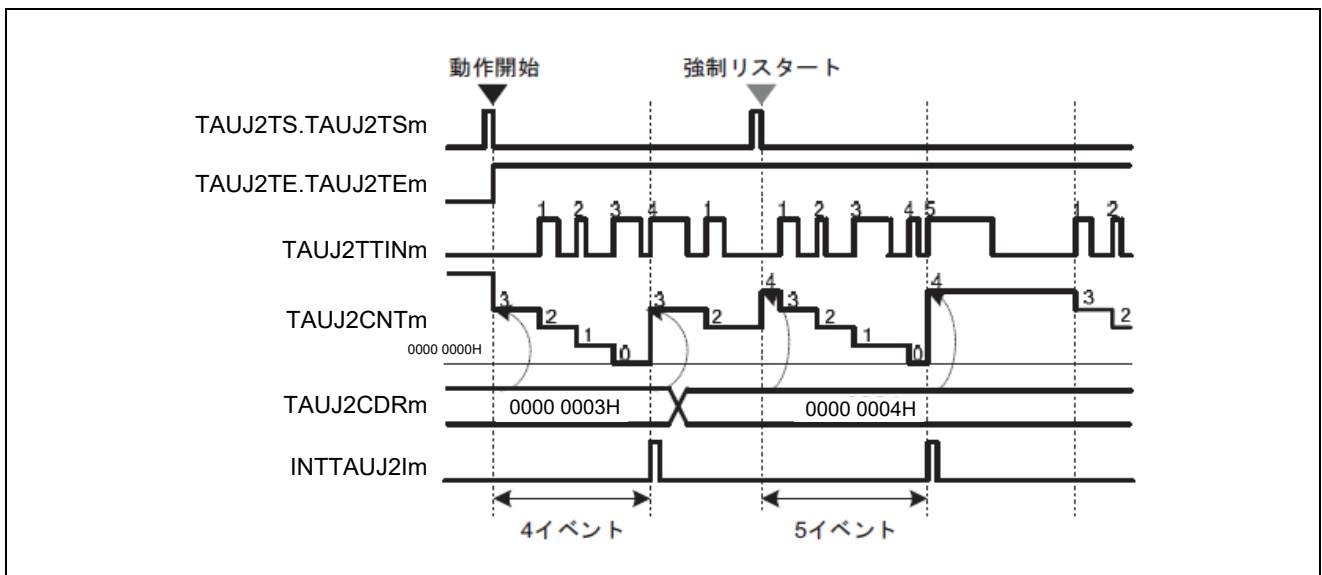 動作開始 強制リスタート
TAUJ2TS.TAUJ2TSm
TAUJ2TE.TAUJ2TEm
1 2 3 4 1 1 2 3 4 5 1 2
TAUJ2TTINm
3 2 1 0 3 2 4 3 2 1 0 4 3 2
TAUJ2CNTm
0000 0000H
TAUJ2CDRm 0000 0003H 0000 0004H
INTTAUJ2Im
4イベント 5イベント